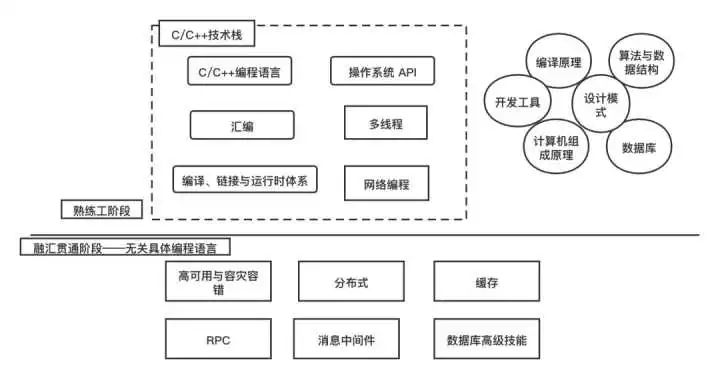 C/C++技术栈
C/C++编程语言
操作系统 API
汇编
多线程
编译、链接与运行时体系
网络编程
熟练工阶段
编译原理
算法与数
据结构
开发工具
设计模
式
计算机组
成原理
数据库
融汇贯通阶段——无关具体编程语言
高可用与容灾容
错
分布式
缓存
RPC
消息中间件
数据库高级技能